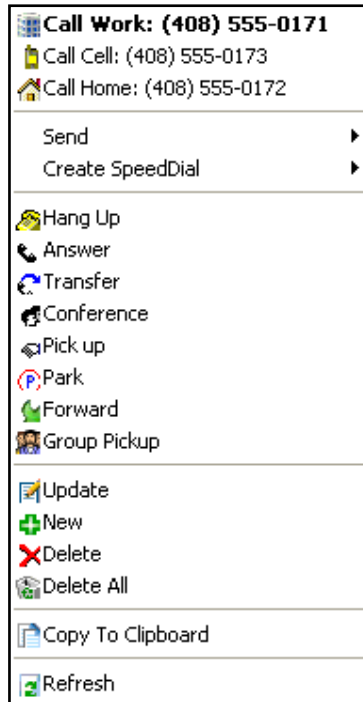 Call Work: (408) 555-0171
Call Cell: (408) 555-0173
Call Home: (408) 555-0172
Send
Create SpeedDial
Hang Up
Answer
Transfer
Conference
Pick up
P Park
Forward
Group Pickup
Update
New
Delete
Delete All
Copy To Clipboard
Refresh